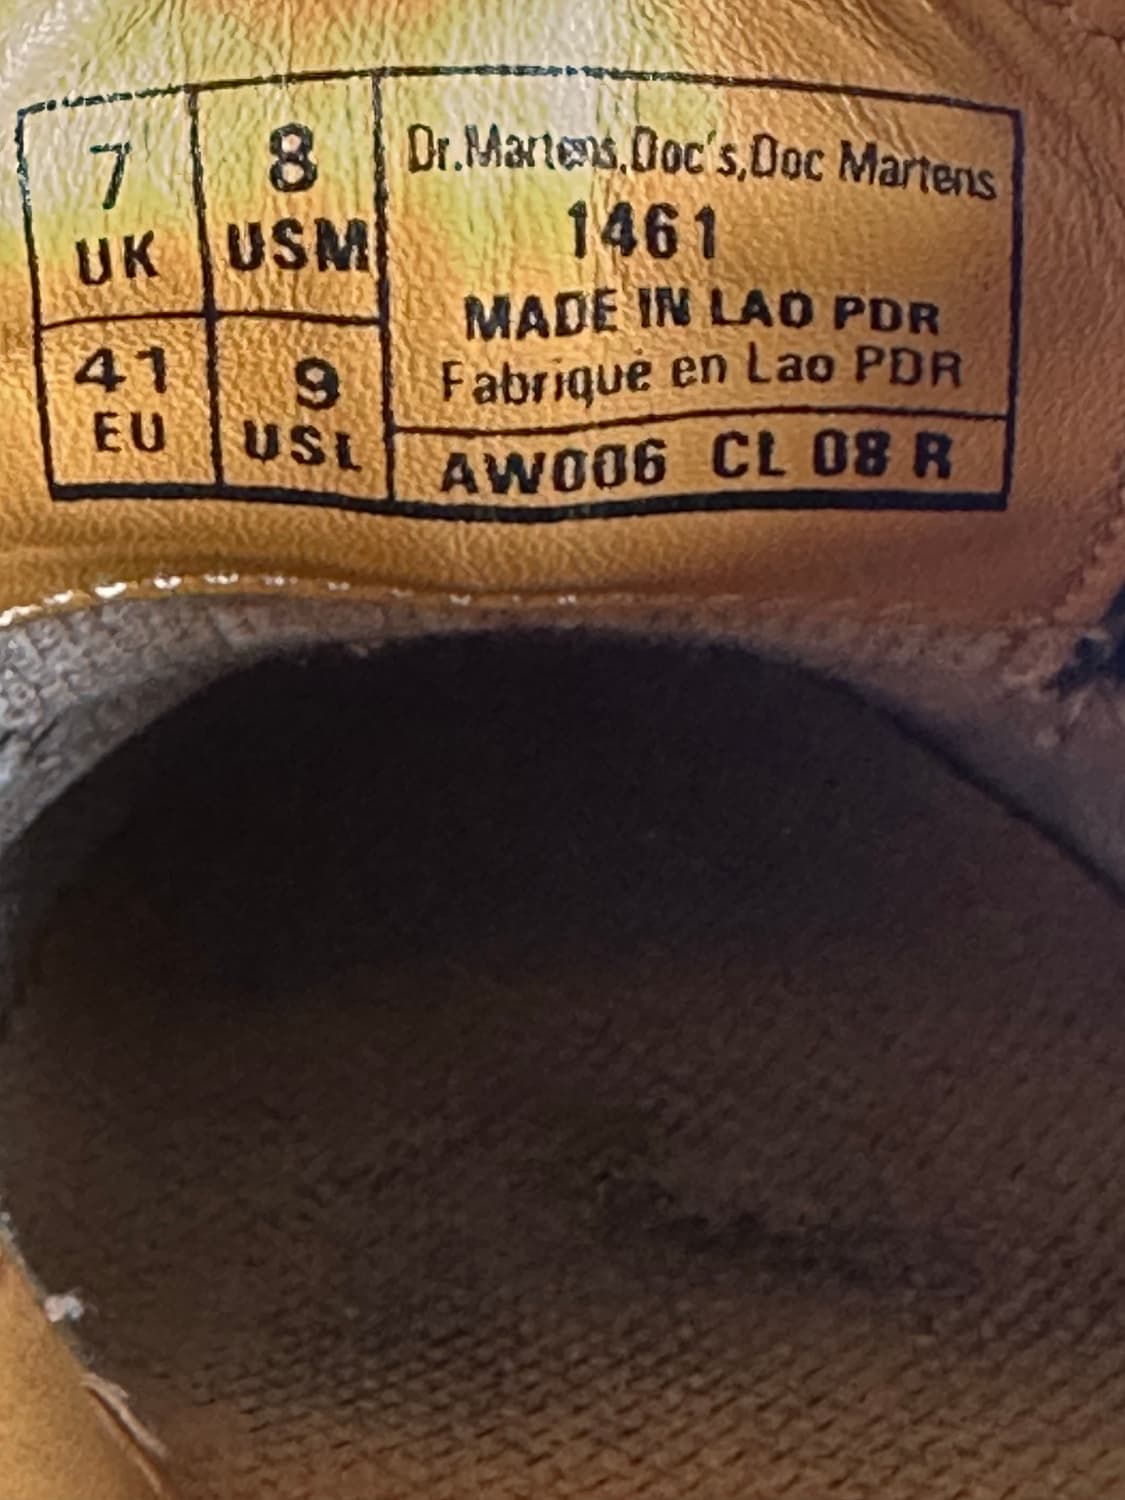 7
UK
8
USM
41
EU
9
USL
Dr.Martens,Doc's,Doc Martens
1461
MADE IN LAO PDR
Fabriqué en Lao PDR
AW006 CL 08 R